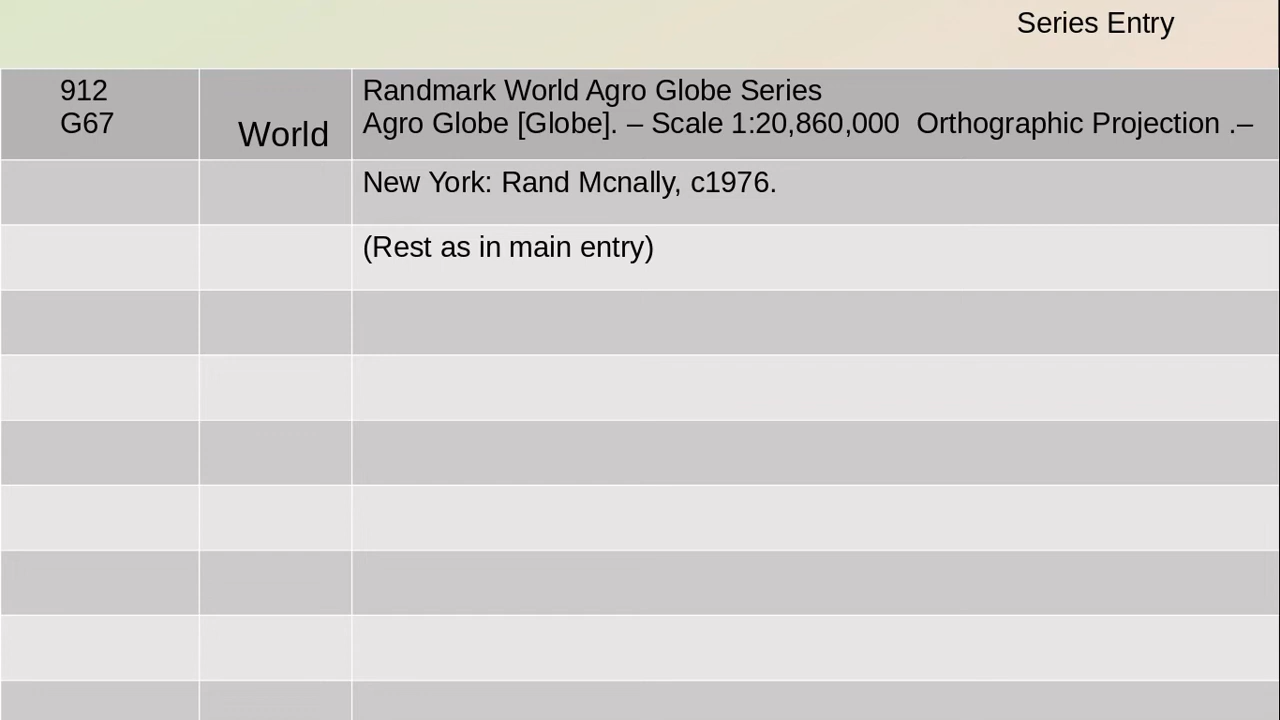 Series Entry
912
G67
World
Randmark World Agro Globe Series
Agro Globe [Globe]. – Scale 1:20,860,000  Orthographic Projection .–
New York: Rand Mcnally, c1976.
(Rest as in main entry)